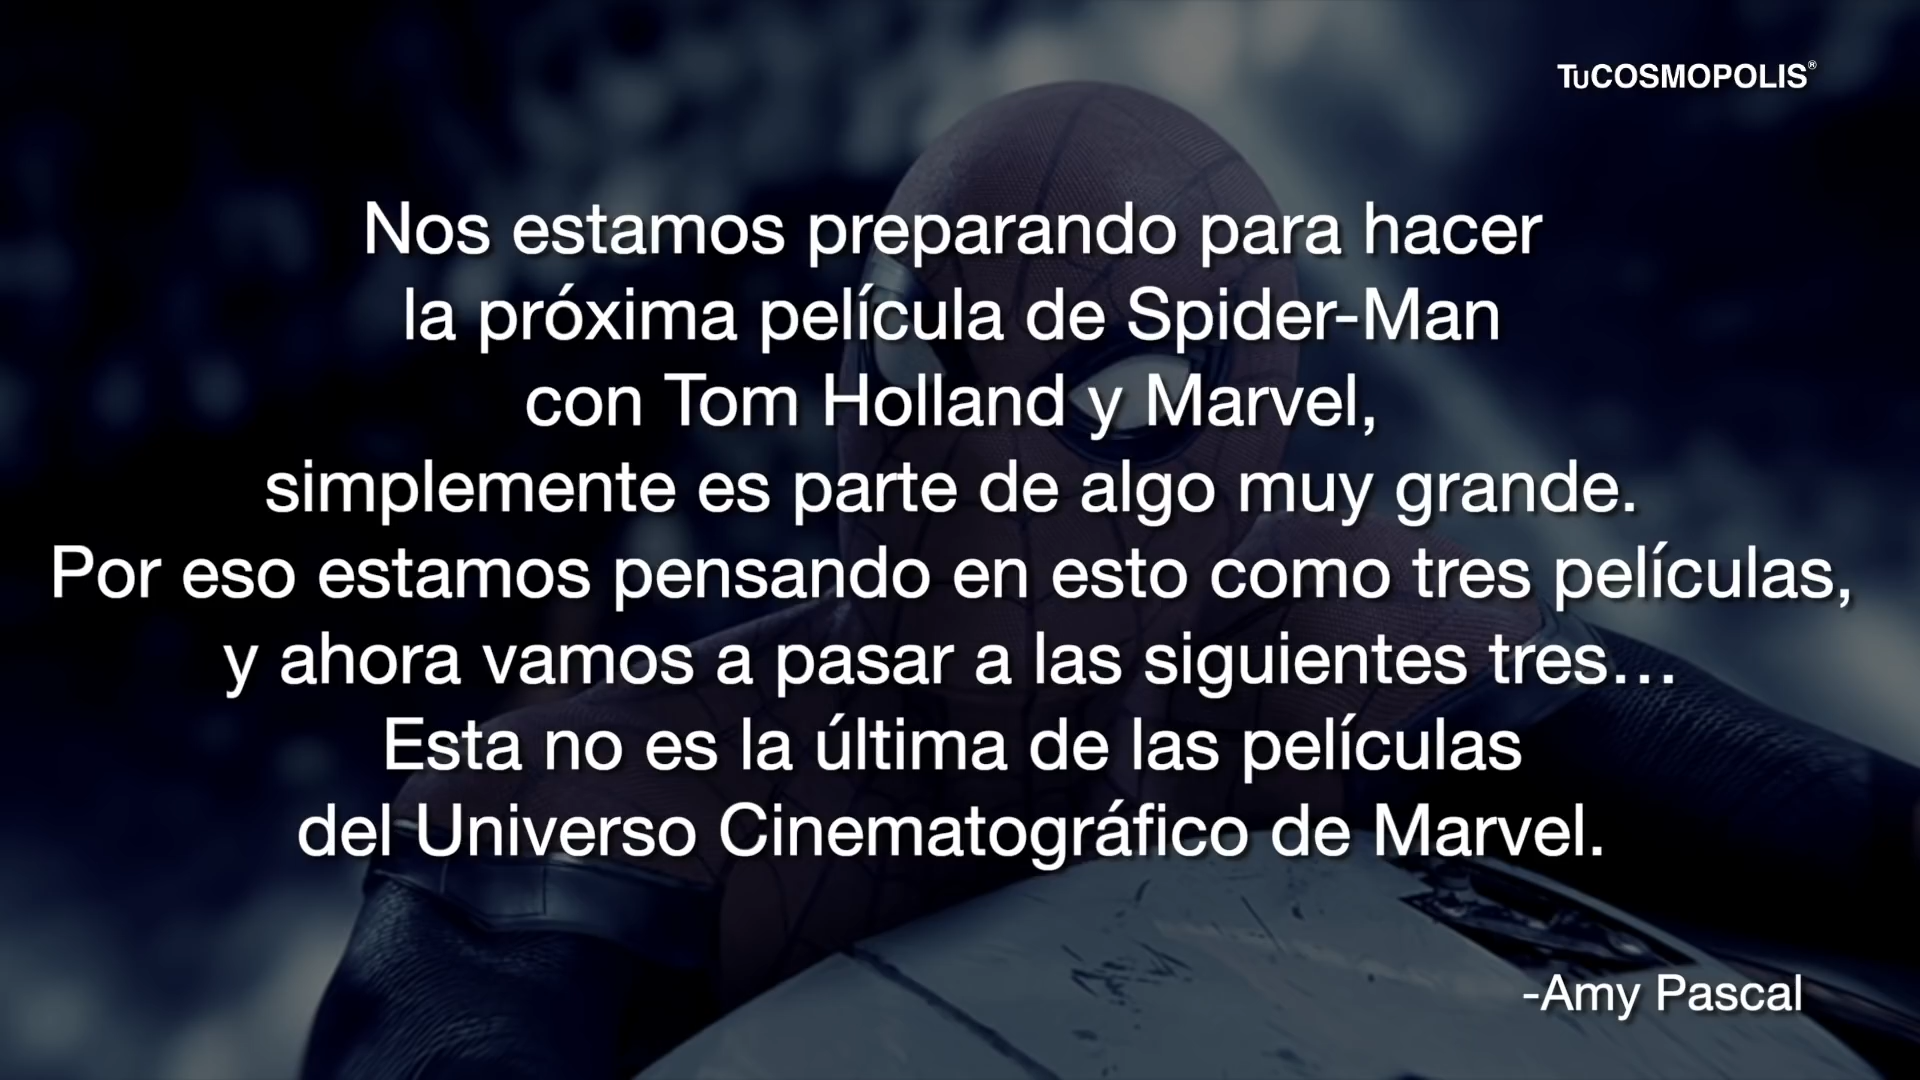 TuCOSMOPOLIS®
Nos estamos preparando para hacer
la próxima película de Spider-Man
con Tom Holland y Marvel,
simplemente es parte de algo muy grande.
Por eso estamos pensando en esto como tres películas,
y ahora vamos a pasar a las siguientes tres...
Esta no es la última de las películas
del Universo Cinematográfico de Marvel.
-Amy Pascal